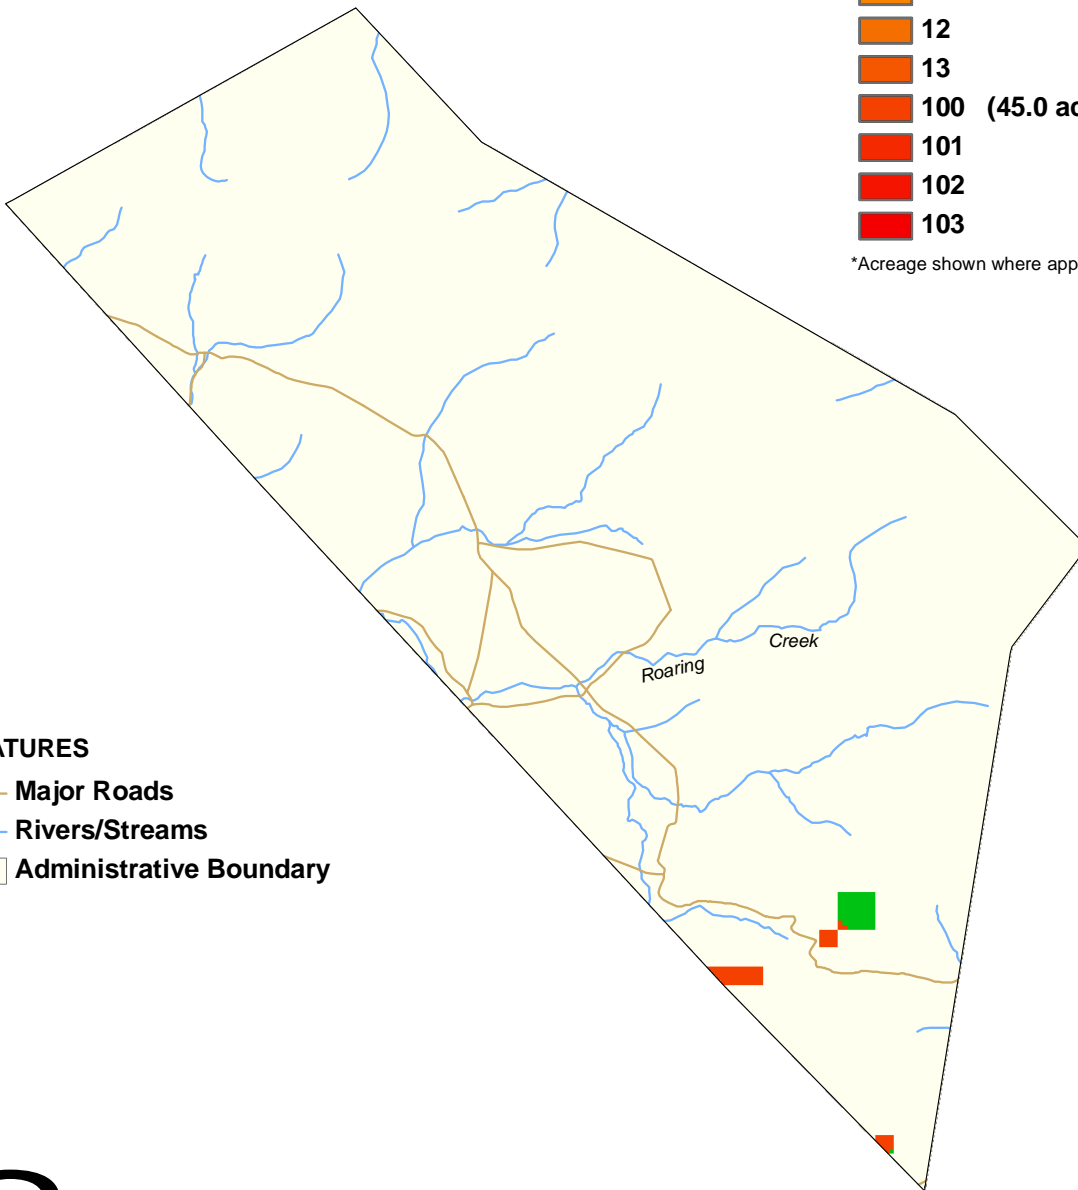 12
13
100 (45.0 ac
101
102
103
*Acreage shown where app
Creek
Roaring
ATURES
Major Roads
Rivers/Streams
Administrative Boundary